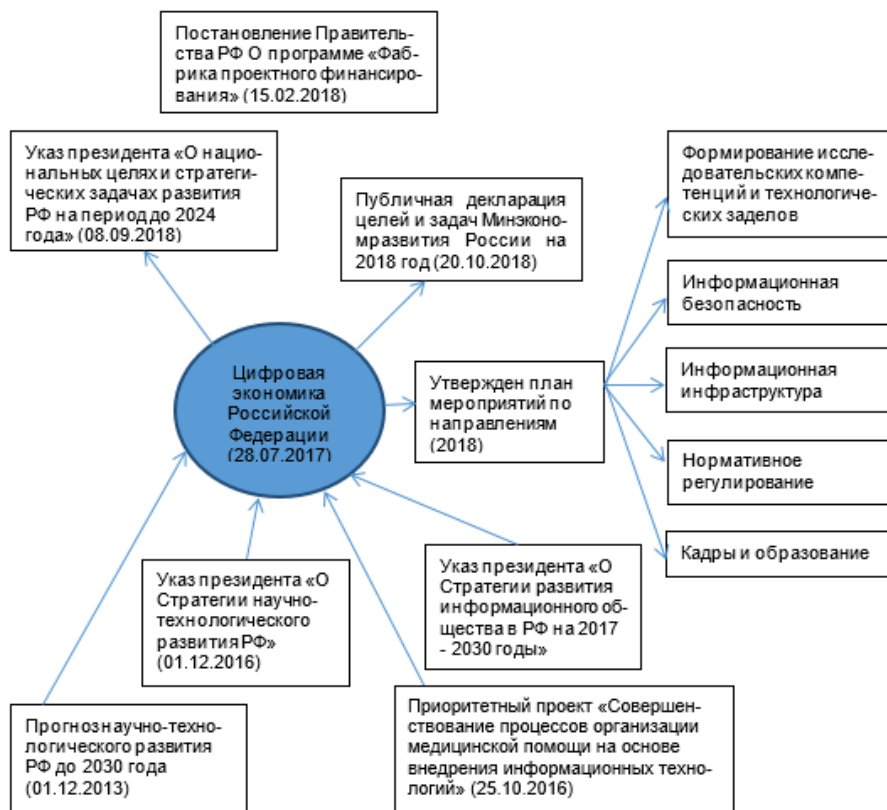 Постановление Правитель-
ства РФ О программе «Фаб-
рика проектного финансиро-
вания» (15.02.2018)
Указ президента «О нацио-
нальных целях и стратеги-
ческих задачах развития
РФ на период до 2024
года» (08.09.2018)
Публичная декларация
целей и задач Минэконо-
мразвития России на
2018 год (20.10.2018)
Формирование иссле-
довательских компе-
тенций и технологиче-
ских заделов
Информационная
безопасность
Цифровая
экономика
Российской
Федерации
(28.07.2017)
Утвержден план
мероприятий по
направлениям
(2018)
Информационная
инфраструктура
Нормативное
регулирование
Кадры и образование
Указ президента «О
Стратегии научно-
технологического
развития РФ»
(01.12.2016)
Указ президента «О
Стратегии развития
информационного об-
щества в РФ на 2017
- 2030 годы»
Прогноз научно-техно-
логического развития
РФ до 2030 года
(01.12.2013)
Приоритетный проект «Совершен-
ствование процессов организации
медицинской помощи на основе
внедрения информационных техно-
логий» (25.10.2016)